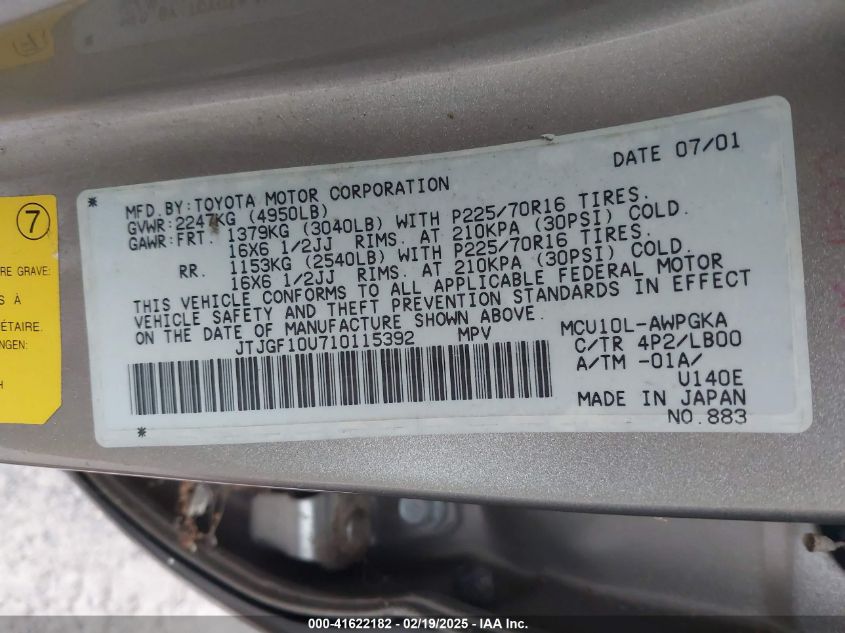 7
RE GRAVE:
S À
ÉTAIRE.
NGEN:
H
* DATE 07/01
MFD. BY:TOYOTA MOTOR CORPORATION
GVWR:2247KG (4950LB)
GAWR:FRT. 1379KG (3040LB) WITH P225/70R16 TIRES.
16X6 1/2JJ RIMS. AT 210KPA (30PSI) COLD.
RR. 1153KG (2540LB) WITH P225/70R16 TIRES.
16X6 1/2JJ RIMS. AT 210KPA (30PSI) COLD.
THIS VEHICLE CONFORMS TO ALL APPLICABLE FEDERAL MOTOR
VEHICLE SAFETY AND THEFT PREVENTION STANDARDS IN EFFECT
ON THE DATE OF MANUFACTURE SHOWN ABOVE.
JTJGF10U710115392 MPV
MCU10L-AWPGKA
C/TR 4P2/LB00
A/TM -01A/
U140E
MADE IN JAPAN
* NO.883
000-41622182 - 02/19/2025 - IAA Inc.